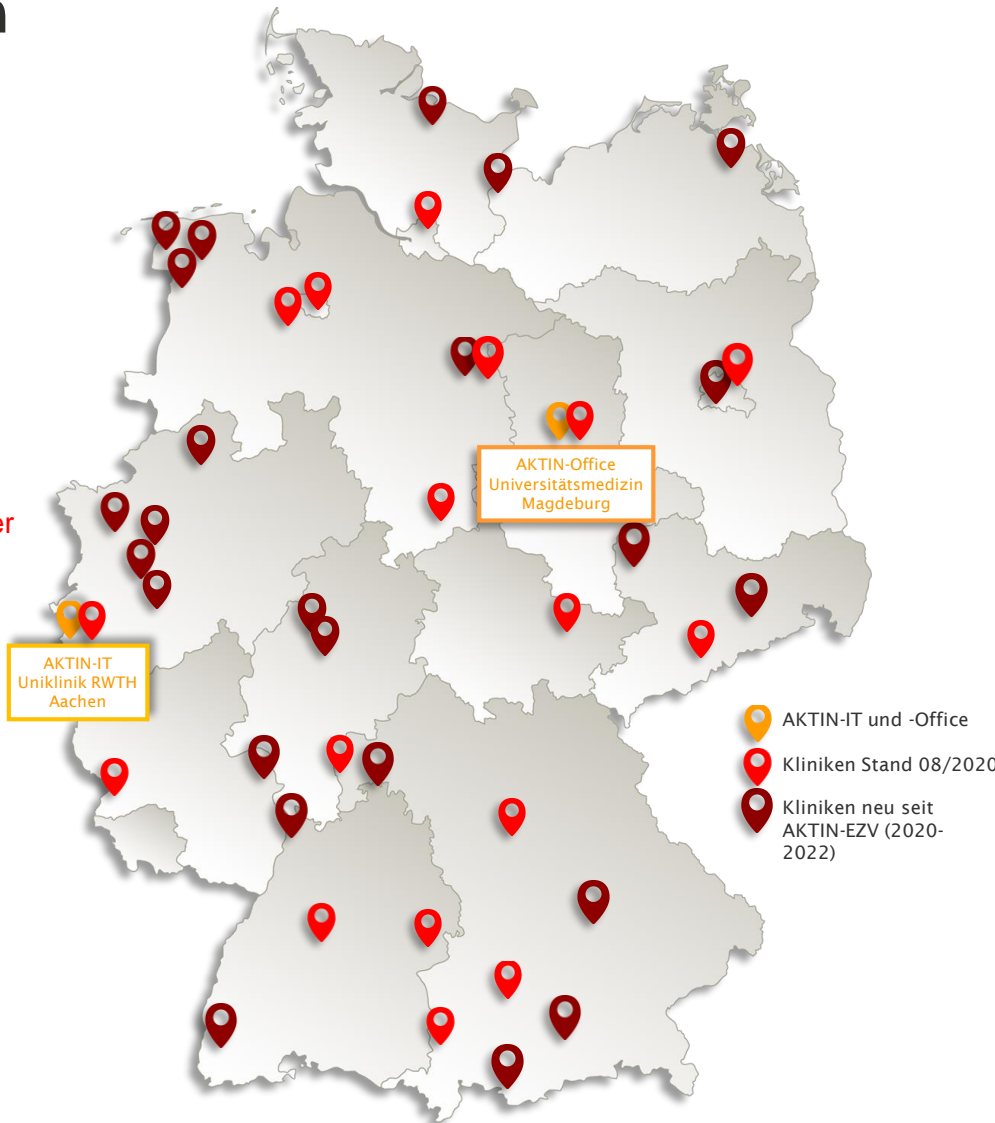 n
er
AKTIN-Office
Universitätsmedizin
Magdeburg
AKTIN-IT
Uniklinik RWTH
Aachen
AKTIN-IT und -Office
Kliniken Stand 08/2020
Kliniken neu seit
AKTIN-EZV (2020-
2022)